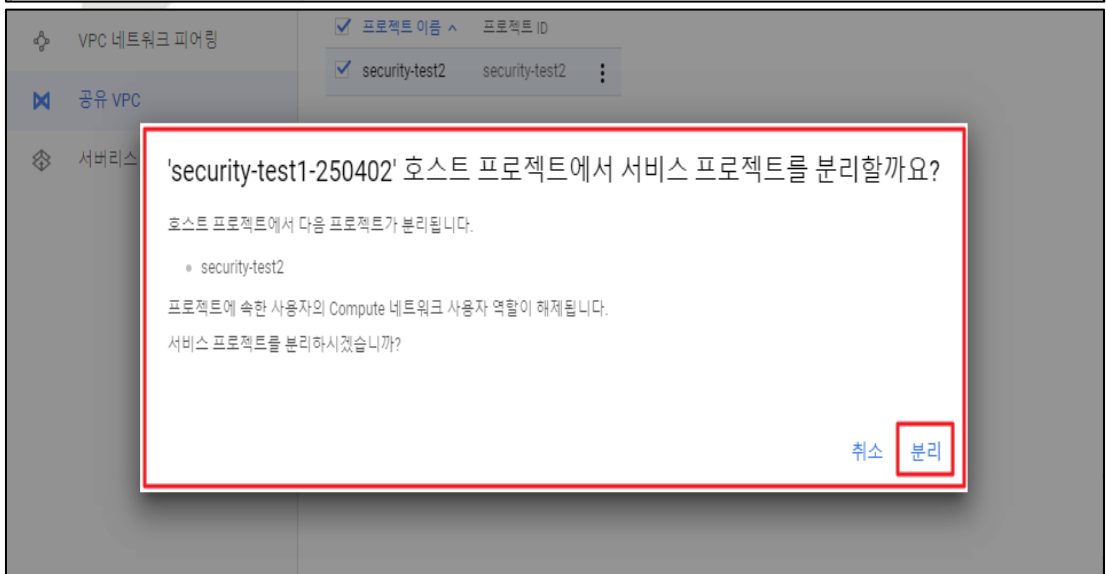 VPC 네트워크 피어링
프로젝트 이름 프로젝트 ID
security-test2 security-test2
공유 VPC
서버리스
'security-test1-250402' 호스트 프로젝트에서 서비스 프로젝트를 분리할까요?
호스트 프로젝트에서 다음 프로젝트가 분리됩니다.
security-test2
프로젝트에 속한 사용자의 Compute 네트워크 사용자 역할이 해제됩니다.
서비스 프로젝트를 분리하시겠습니까?
취소 분리